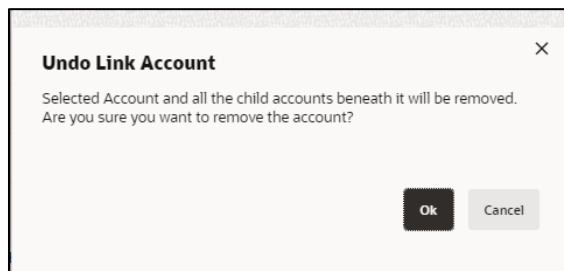 Undo Link Account
Selected Account and all the child accounts beneath it will be removed.
Are you sure you want to remove the account?
Ok
Cancel